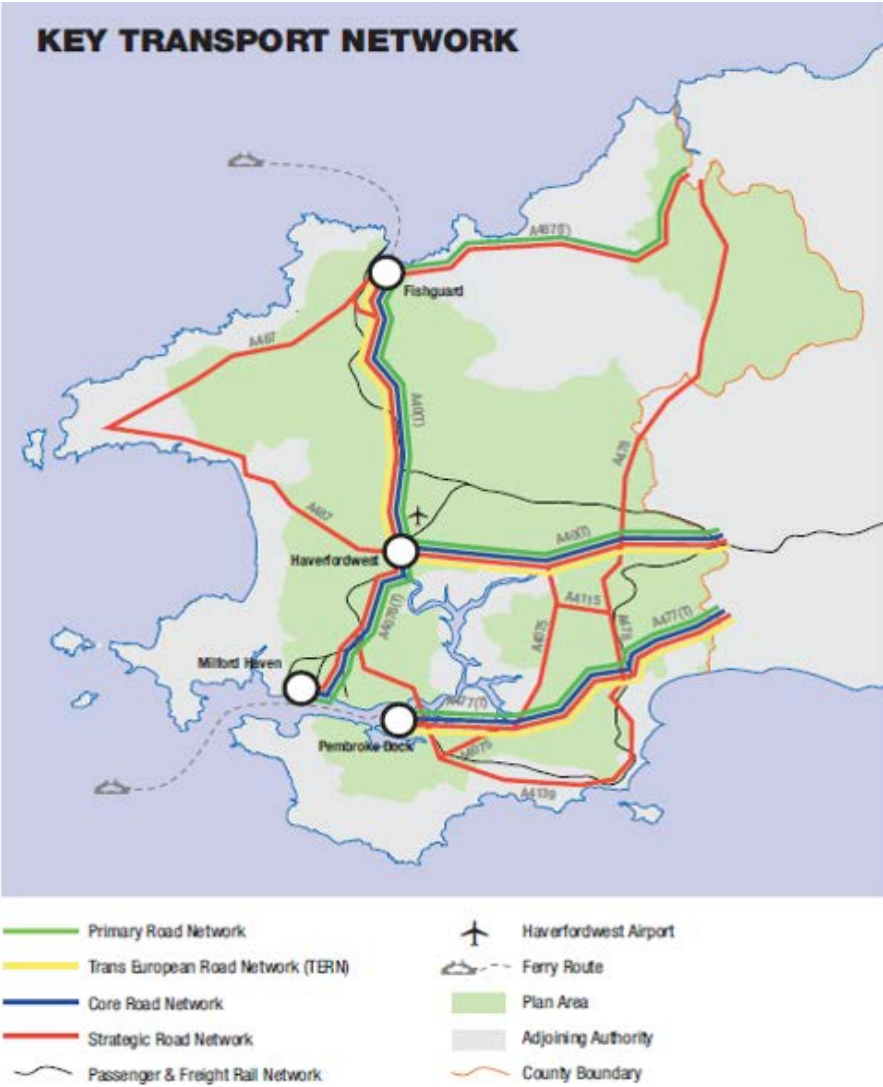 KEY TRANSPORT NETWORK
A487(T)
Fishguard
A487
A40(T)
A478
A487
A40(T)
Haverfordwest
A4076(T)
A4115
A4075
A478
A477(T)
Milford Haven
A477(T)
Pembroke Dock
A4075
A4139
Primary Road Network
Haverfordwest Airport
Trans European Road Network (TERN)
Ferry Route
Core Road Network
Plan Area
Strategic Road Network
Adjoining Authority
Passenger & Freight Rail Network
County Boundary